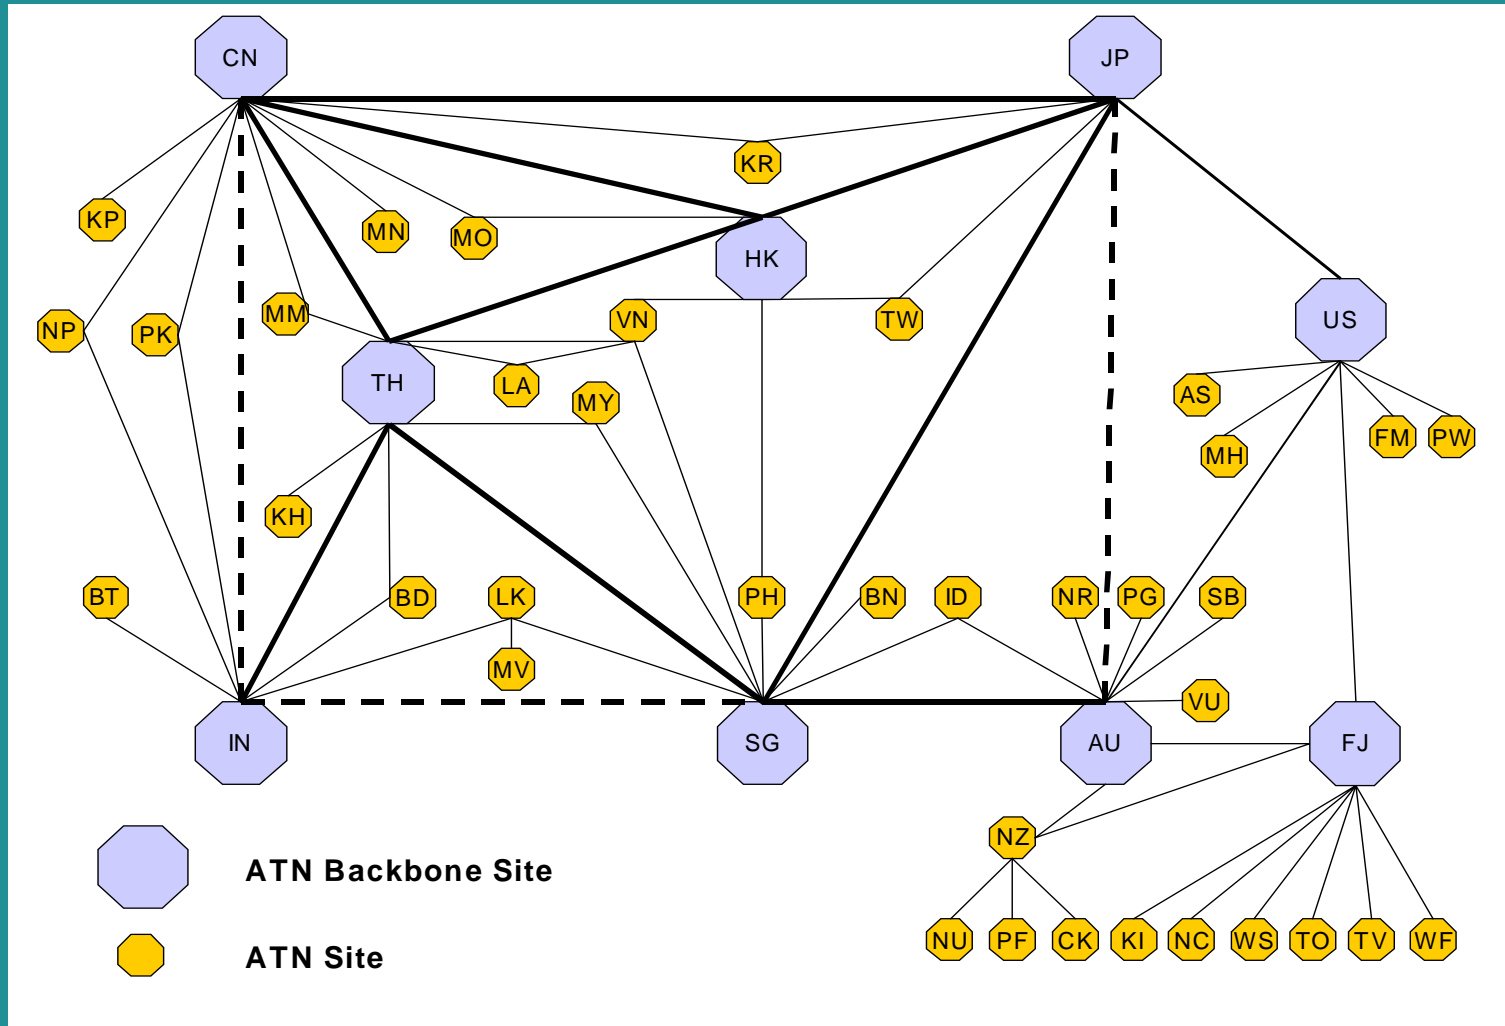 CN
JP
KR
KP
MN
MO
HK
MM
NP
PK
VN
TW
US
TH
LA
MY
AS
MH
FM
PW
KH
BT
BD
LK
PH
BN
ID
NR
PG
SB
MV
VU
IN
SG
AU
FJ
NZ
ATN Backbone Site
NU
PF
CK
KI
NC
WS
TO
TV
WF
ATN Site